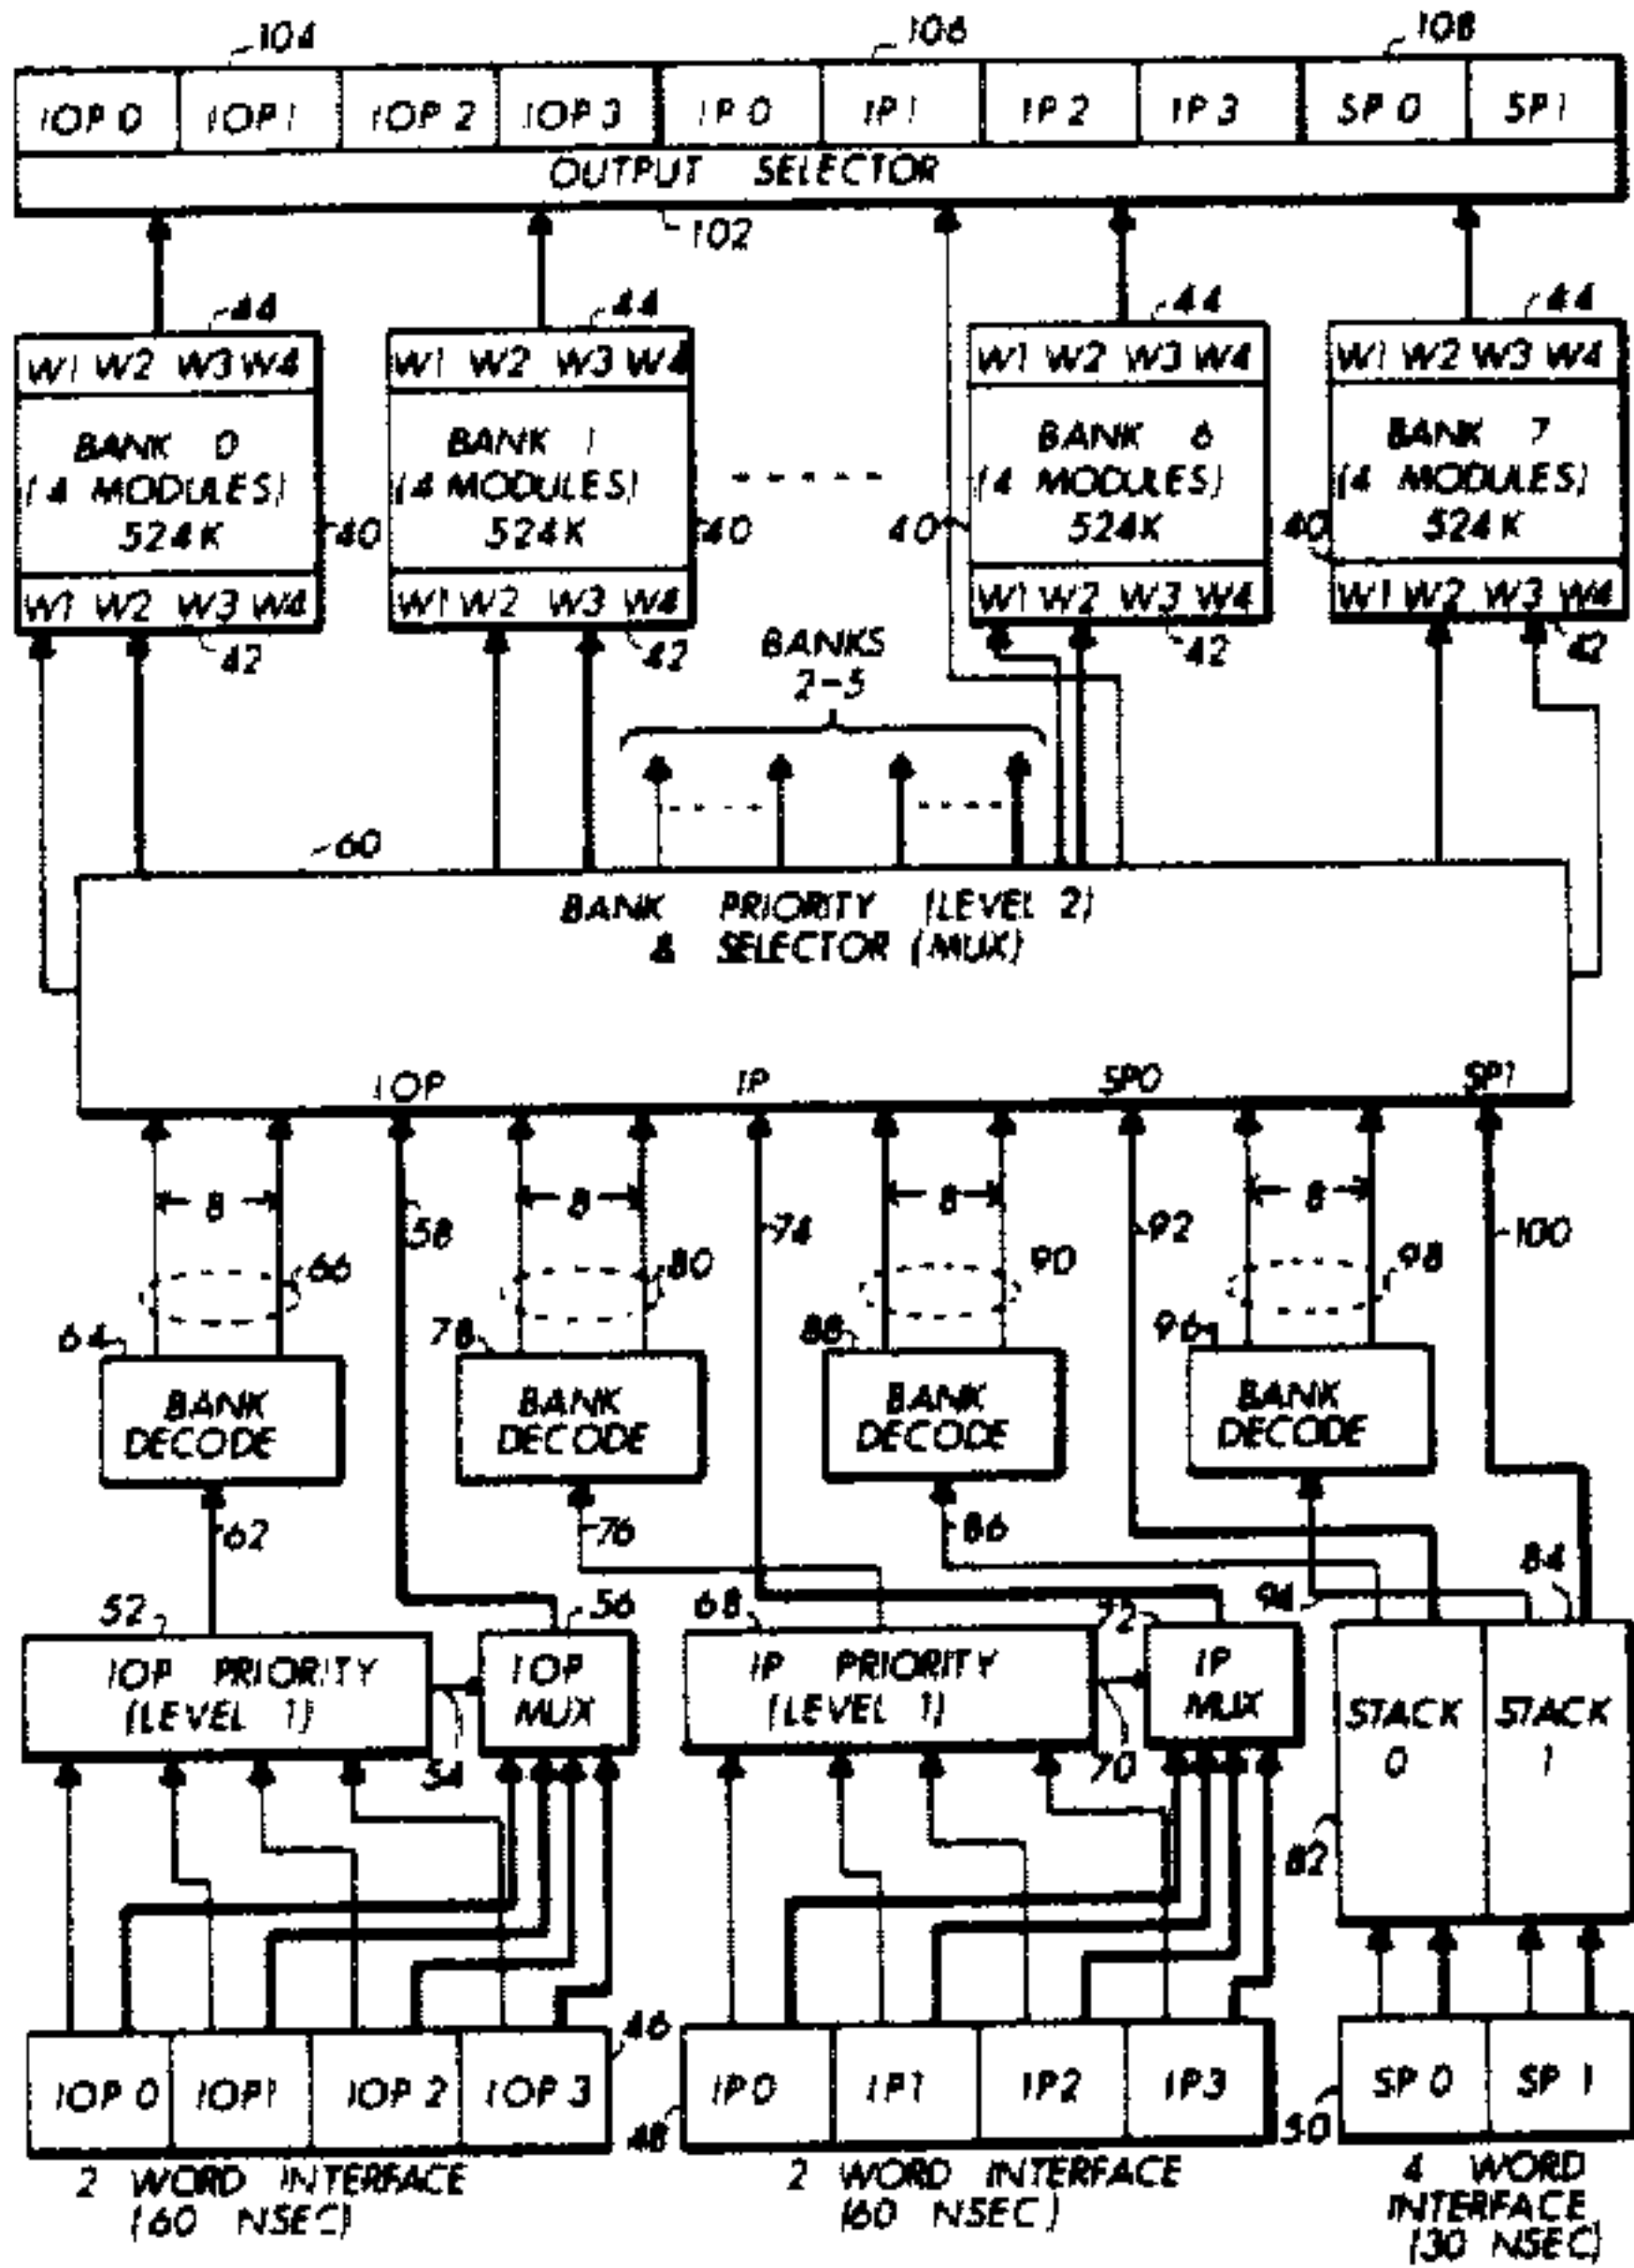 104 106 108
IOP 0 IOP 1 IOP 2 IOP 3 IP 0 IP 1 IP 2 IP 3 SP 0 SP 1
OUTPUT SELECTOR
102
44 44 44 44
W1 W2 W3 W4 W1 W2 W3 W4 W1 W2 W3 W4 W1 W2 W3 W4
BANK 0 BANK 1 BANK 6 BANK 7
(4 MODULES) (4 MODULES) (4 MODULES) (4 MODULES)
524K 524K 524K 524K
40 40 40 40
W1 W2 W3 W4 W1 W2 W3 W4 W1 W2 W3 W4 W1 W2 W3 W4
42 42 42 42
BANKS
2-5
60
BANK PRIORITY (LEVEL 2)
& SELECTOR (MUX)
IOP IP SP0 SP1
8 8 8 8
58 74 92 100
66 80 90 98
64 78 88 96
BANK BANK BANK BANK
DECODE DECODE DECODE DECODE
62 76 86 84
94
52 56 68 72
IOP PRIORITY IOP IP PRIORITY IP
(LEVEL 1) MUX (LEVEL 1) MUX
STACK STACK
0 1
54 70
82
46
IOP 0 IOP 1 IOP 2 IOP 3 IP 0 IP1 IP2 IP3 SP 0 SP 1
48 50
2 WORD INTERFACE 2 WORD INTERFACE 4 WORD
(60 NSEC) (60 NSEC) INTERFACE
(30 NSEC)